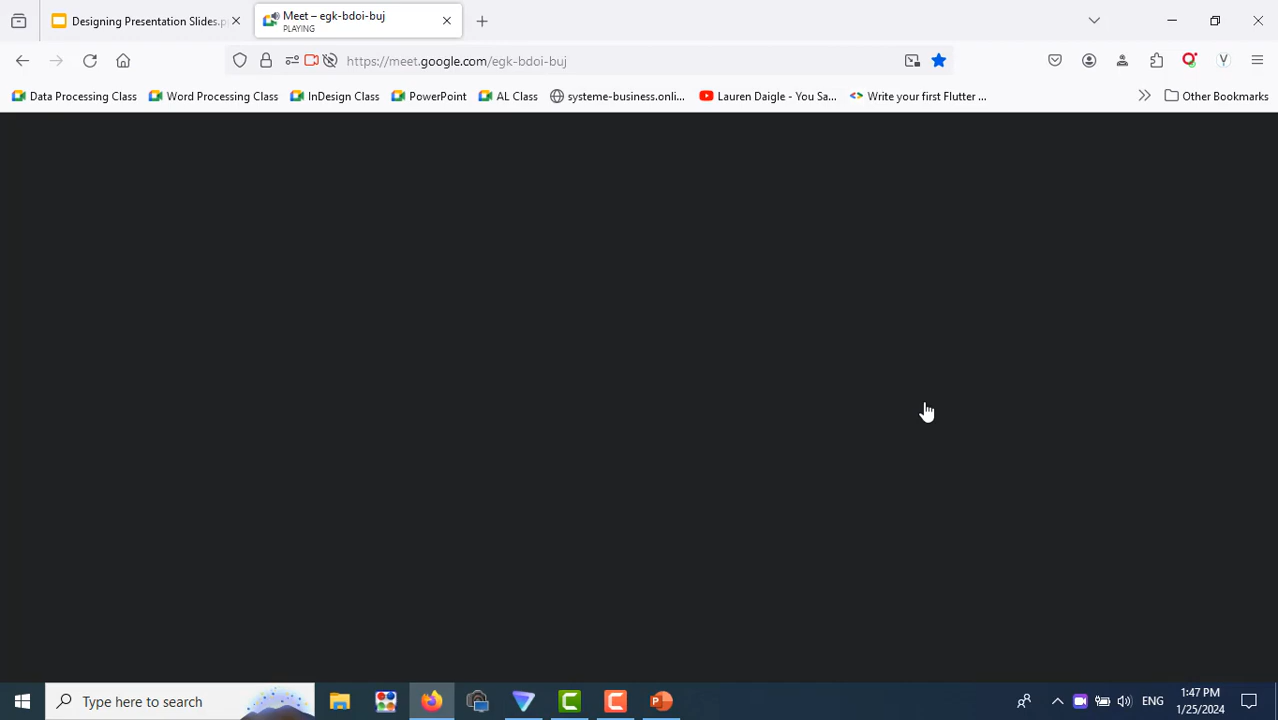 Designing Presentation Slides.p
Meet – egk-bdoi-buj
PLAYING
https://meet.google.com/egk-bdoi-buj
Data Processing Class
Word Processing Class
InDesign Class
PowerPoint
AL Class
systeme-business.onli...
Lauren Daigle - You Sa...
Write your first Flutter ...
Other Bookmarks
Type here to search
ENG
1:47 PM
1/25/2024